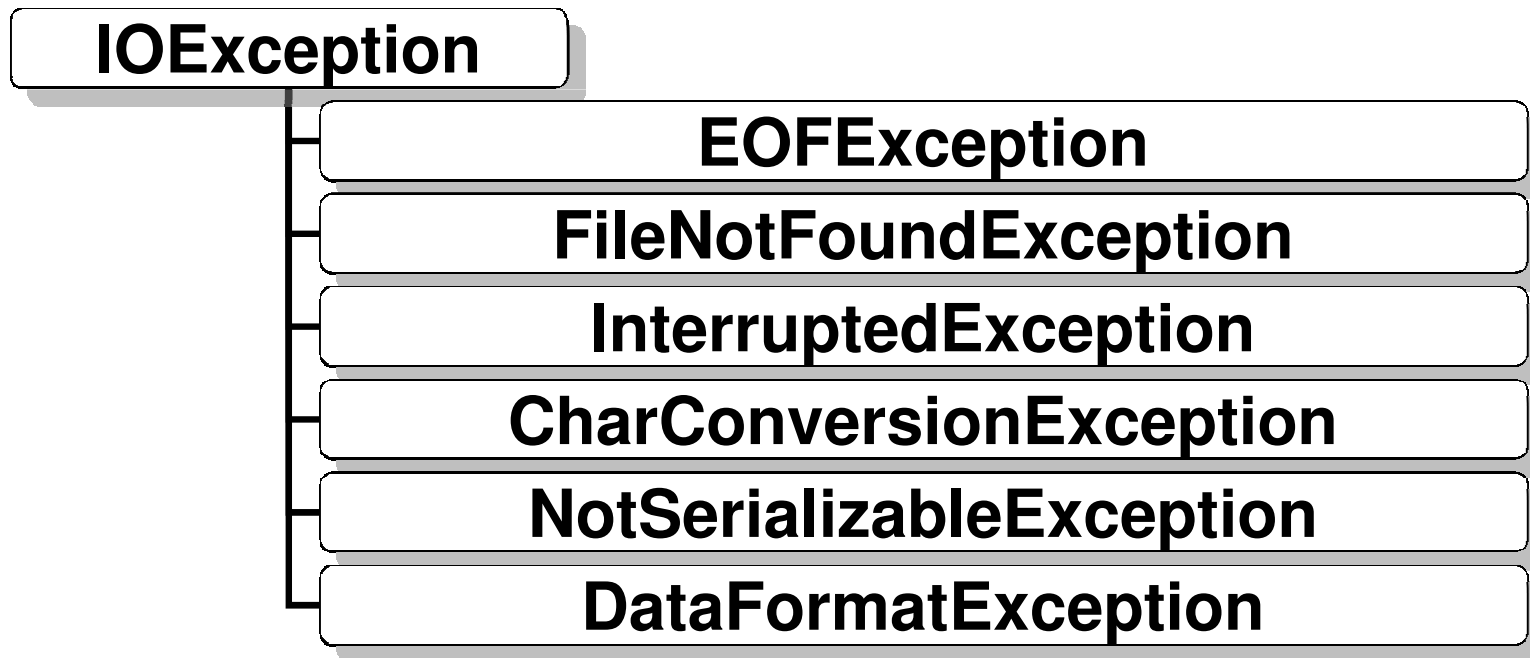 IOException
EOFException
FileNotFoundException
InterruptedException
CharConversionException
NotSerializableException
DataFormatException